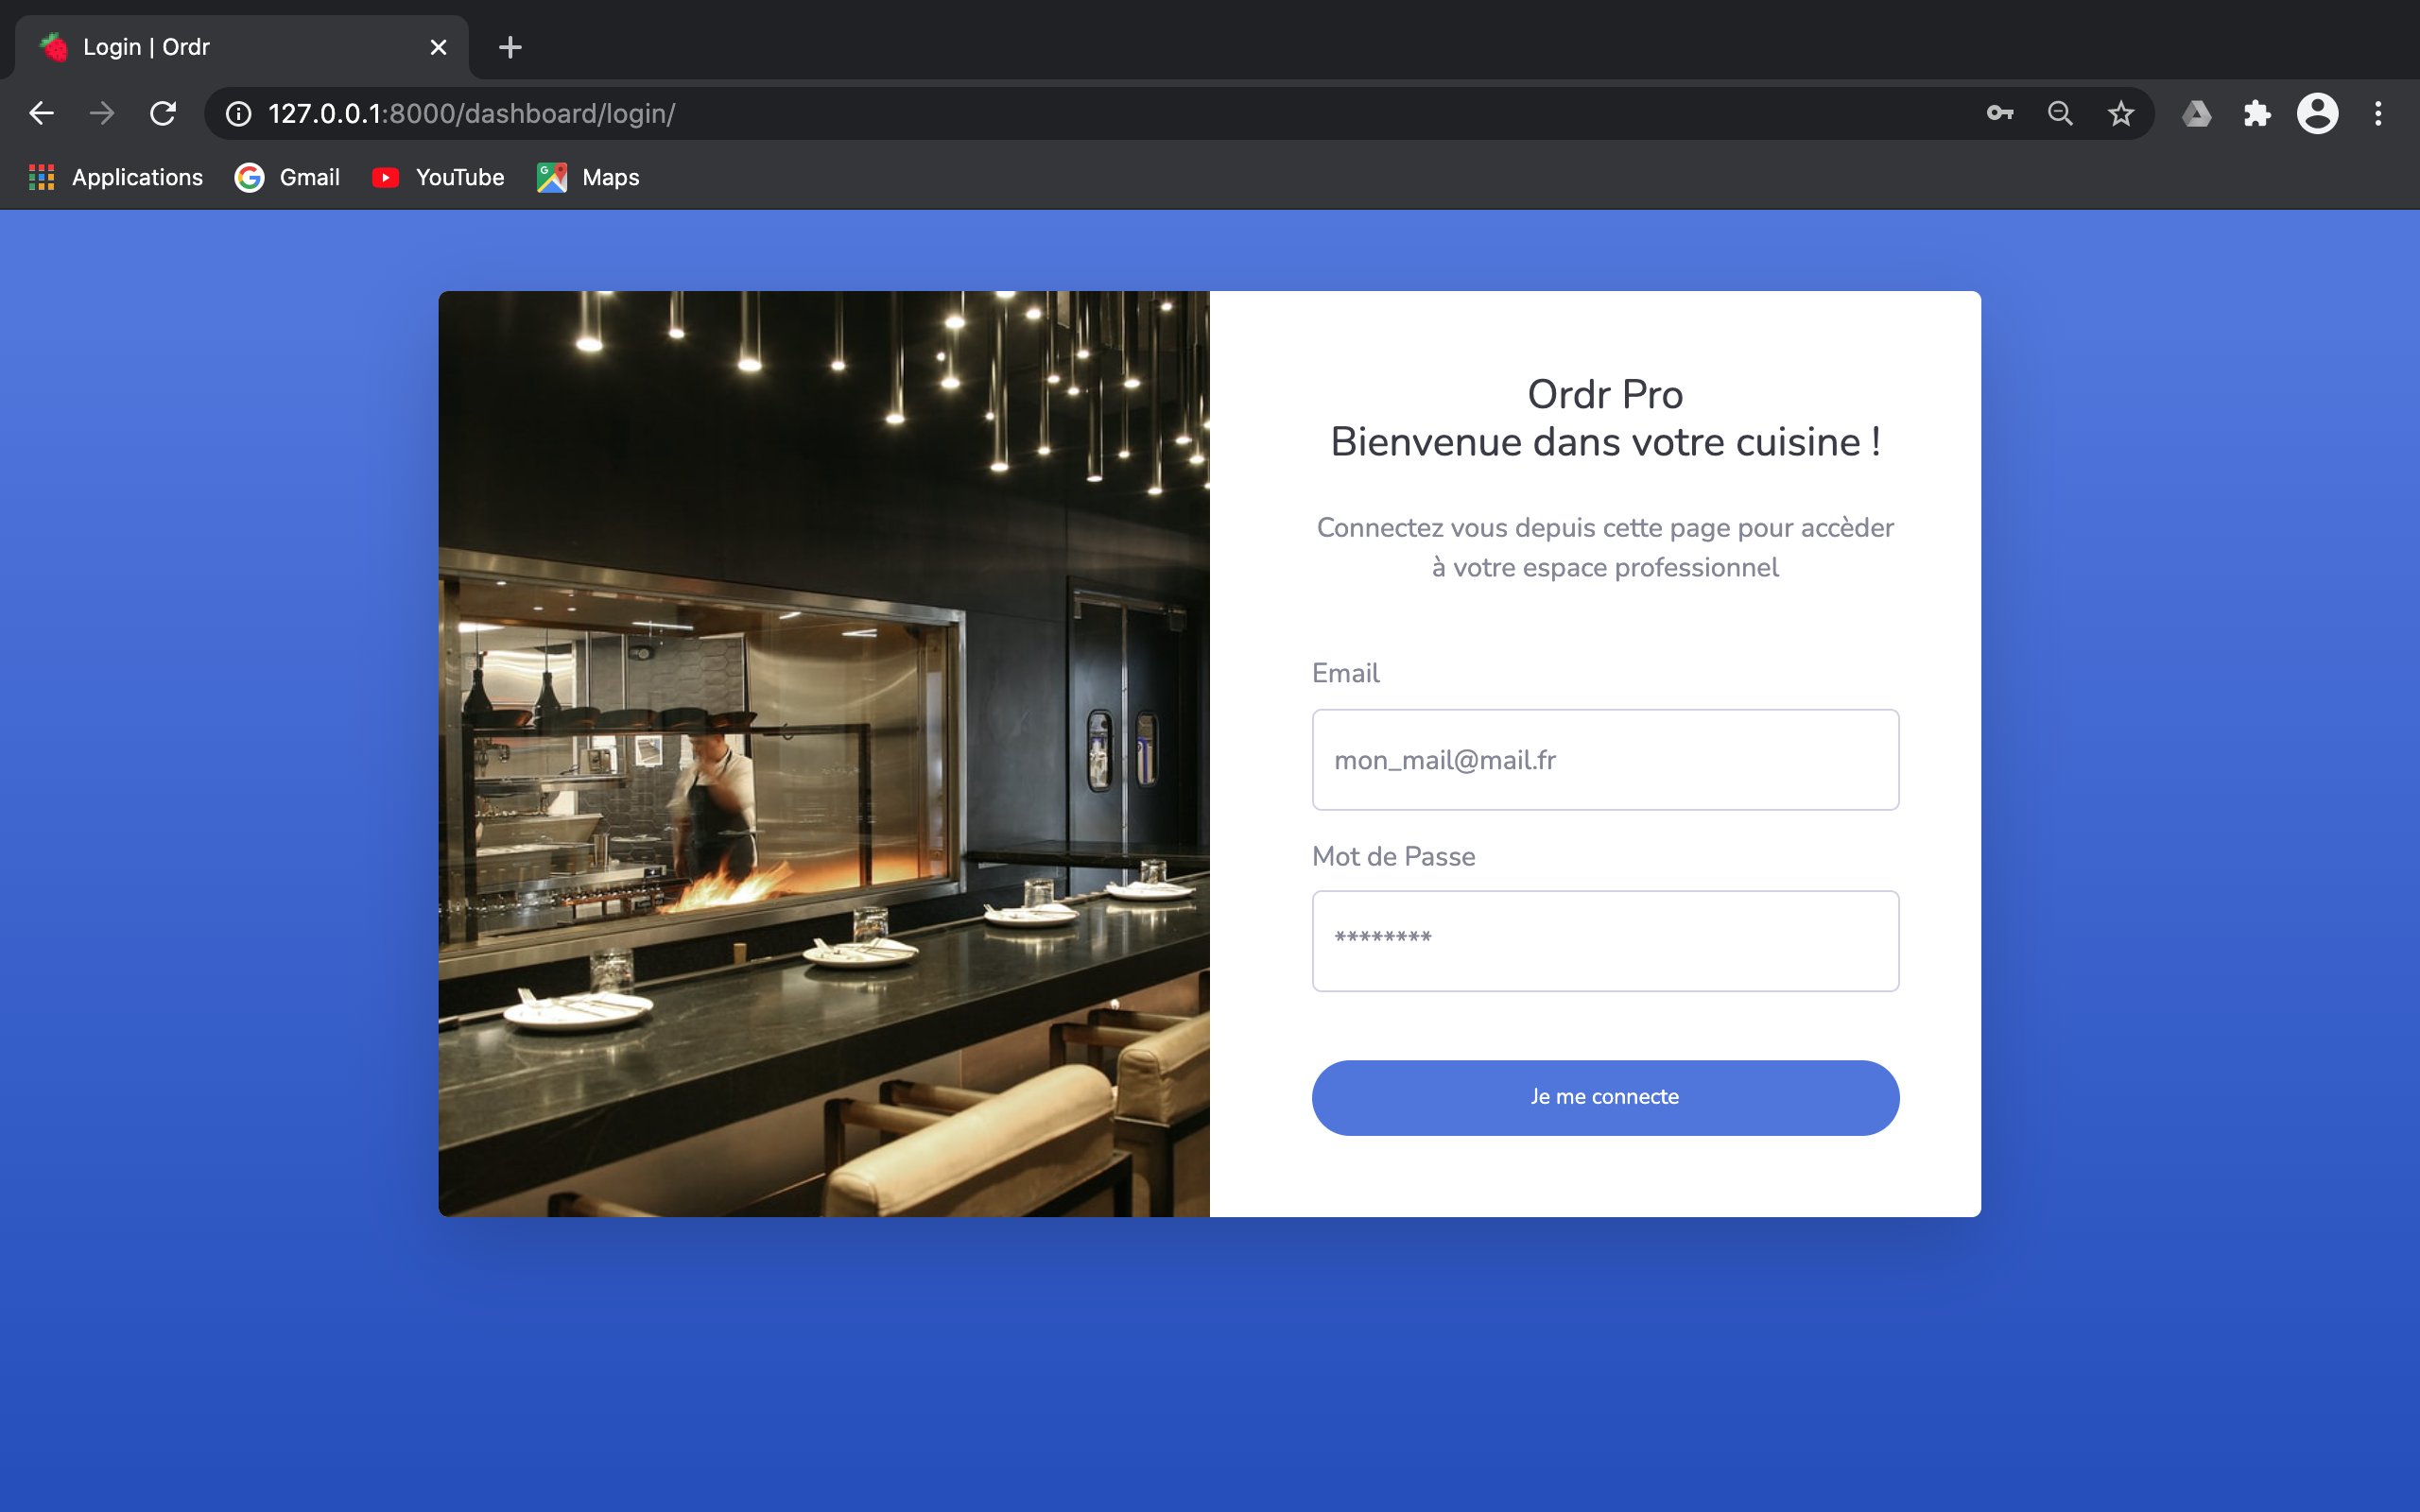 Login | Ordr
127.0.0.1:8000/dashboard/login/
Applications
Gmail
YouTube
Maps
Ordr Pro
Bienvenue dans votre cuisine !
Connectez vous depuis cette page pour accèder
à votre espace professionnel
Email
mon_mail@mail.fr
Mot de Passe
********
Je me connecte